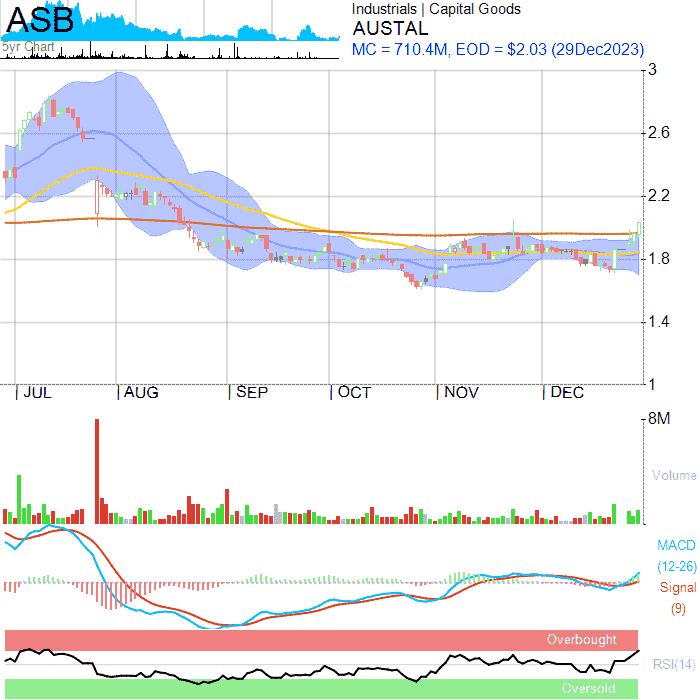 ASB
5yr Chart
Industrials | Capital Goods
AUSTAL
MC = 710.4M, EOD = $2.03 (29Dec2023)
3
2.6
2.2
1.8
1.4
1
JUL AUG SEP OCT NOV DEC
8M
Volume
MACD
(12-26)
Signal
(9)
Overbought
RSI(14)
Oversold